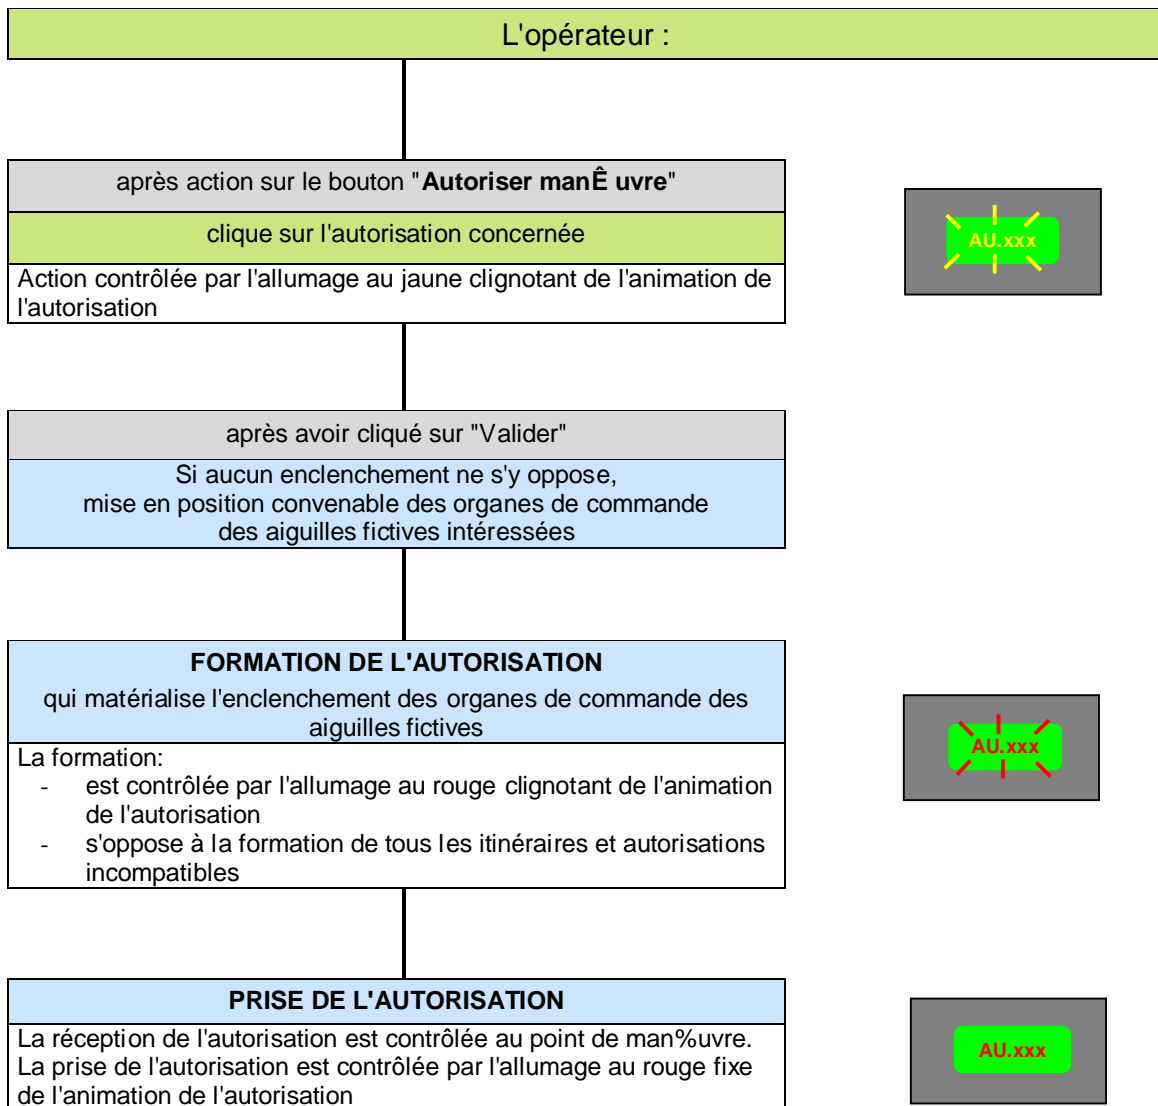 L'opérateur :
après action sur le bouton "Autoriser manÊ uvre"
clique sur l'autorisation concernée
Action contrôlée par l'allumage au jaune clignotant de l'animation de
l'autorisation
AU.xxx
après avoir cliqué sur "Valider"
Si aucun enclenchement ne s'y oppose,
mise en position convenable des organes de commande
des aiguilles fictives intéressées
FORMATION DE L'AUTORISATION
qui matérialise l'enclenchement des organes de commande des
aiguilles fictives
La formation:
- est contrôlée par l'allumage au rouge clignotant de l'animation
de l'autorisation
- s'oppose à la formation de tous les itinéraires et autorisations
incompatibles
AU.xxx
PRISE DE L'AUTORISATION
La réception de l'autorisation est contrôlée au point de man%uvre.
La prise de l'autorisation est contrôlée par l'allumage au rouge fixe
de l'animation de l'autorisation
AU.xxx